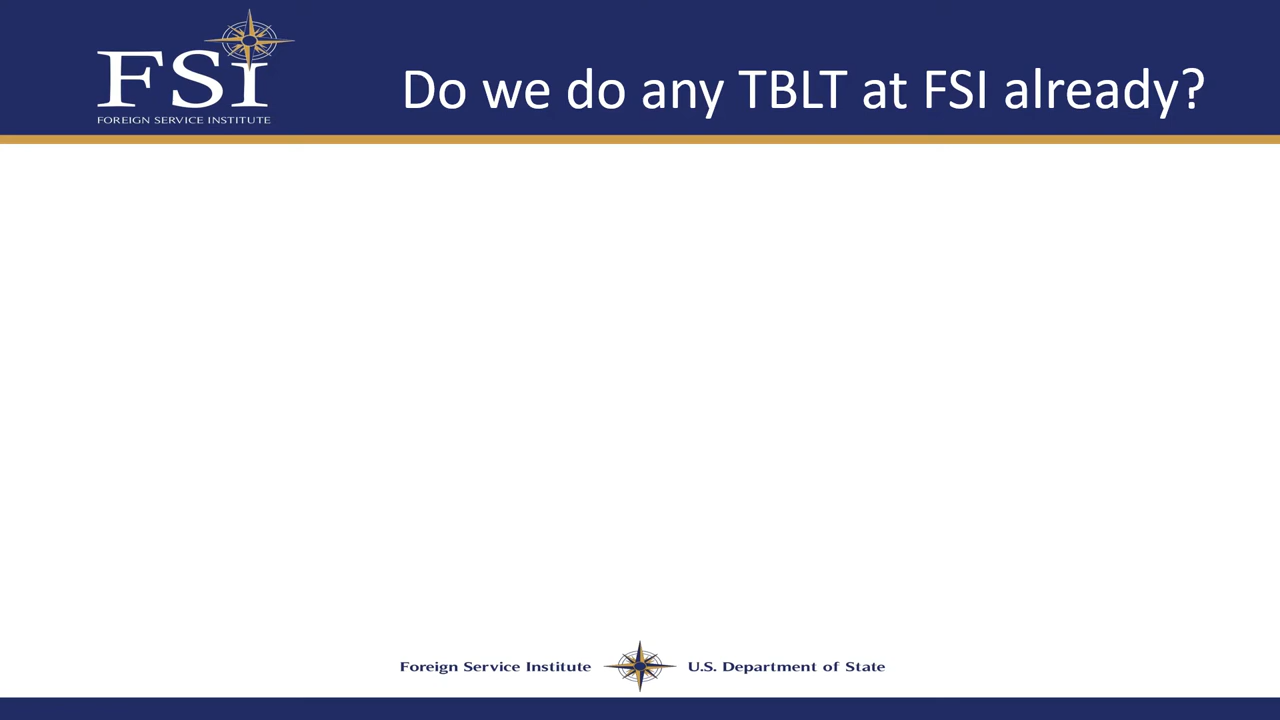 FSI
FOREIGN SERVICE INSTITUTE
Do we do any TBLT at FSI already?
Foreign Service Institute U.S. Department of State